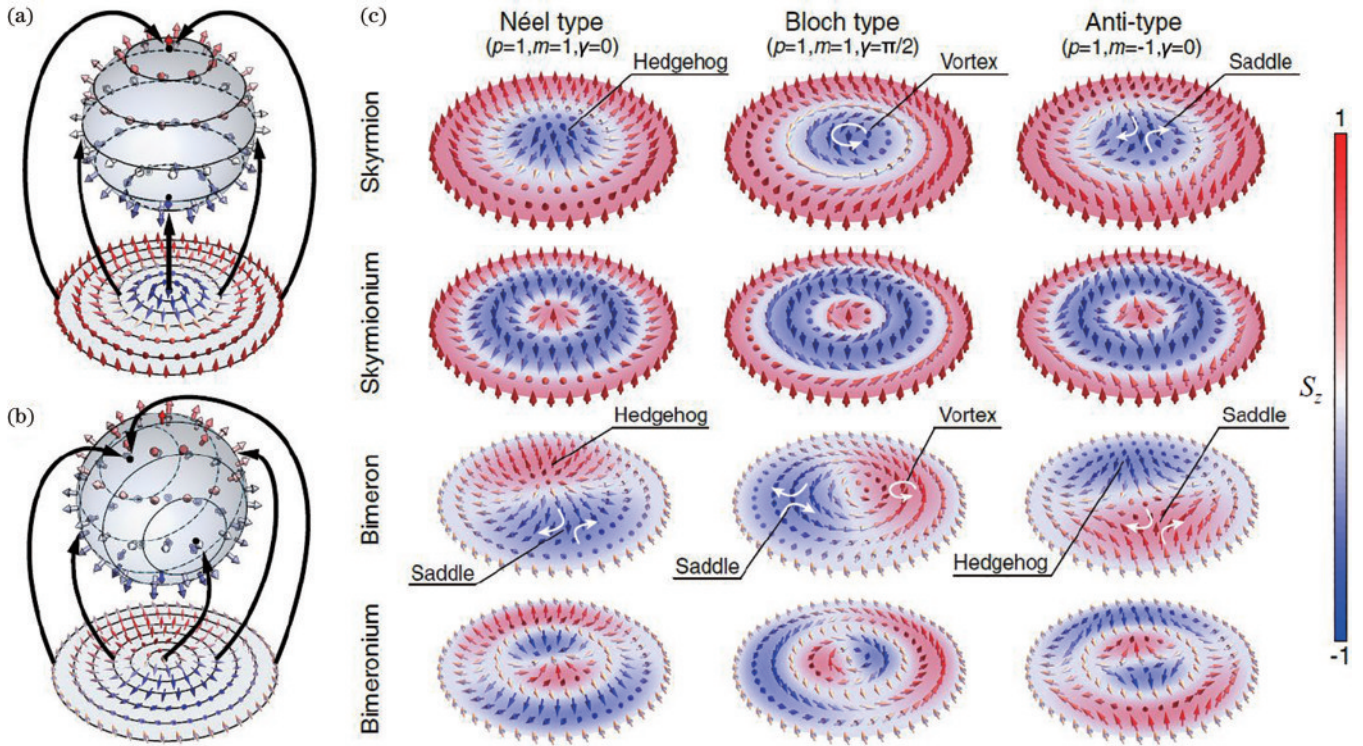 (a)
(b)
(c)
Néel type
(p=1,m=1,γ=0)
Bloch type
(p=1,m=1,γ=π/2)
Anti-type
(p=1,m=-1,γ=0)
Skyrmion
Hedgehog
Vortex
Saddle
Skyrmionium
Bimeron
Hedgehog
Saddle
Vortex
Saddle
Saddle
Hedgehog
Bimeronium
1
Sz
-1